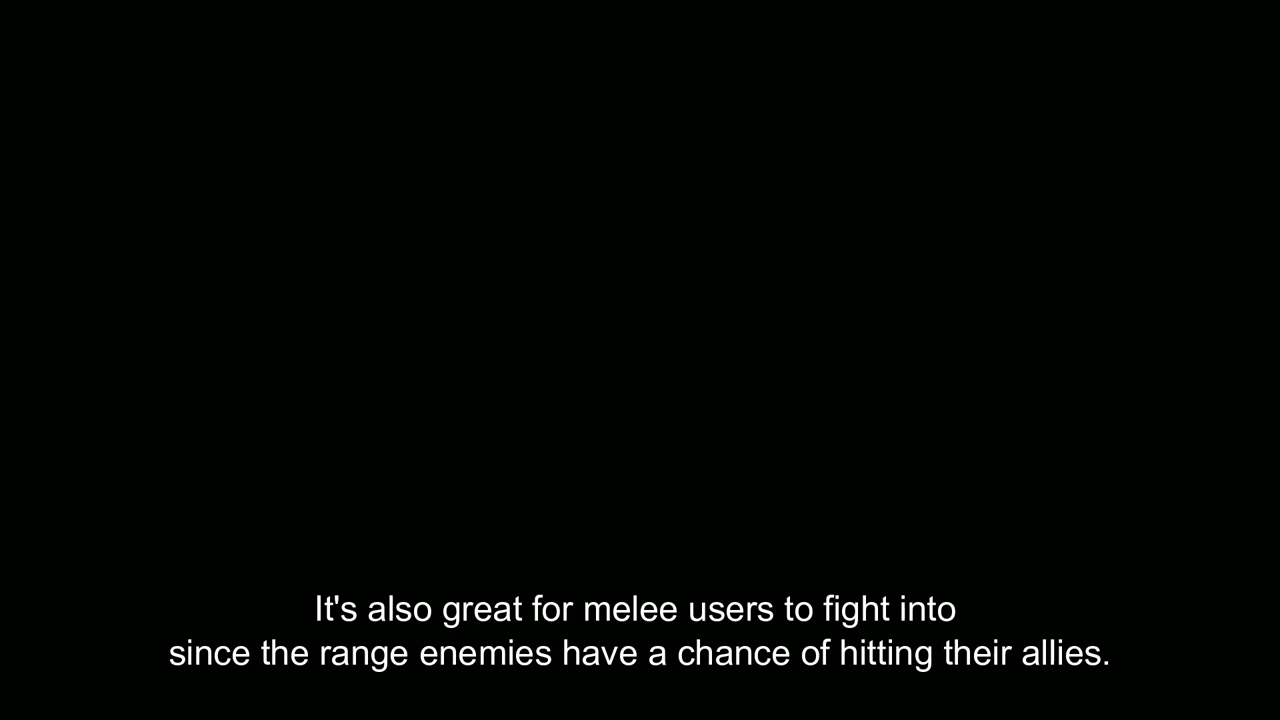 It's also great for melee users to fight into
since the range enemies have a chance of hitting their allies.